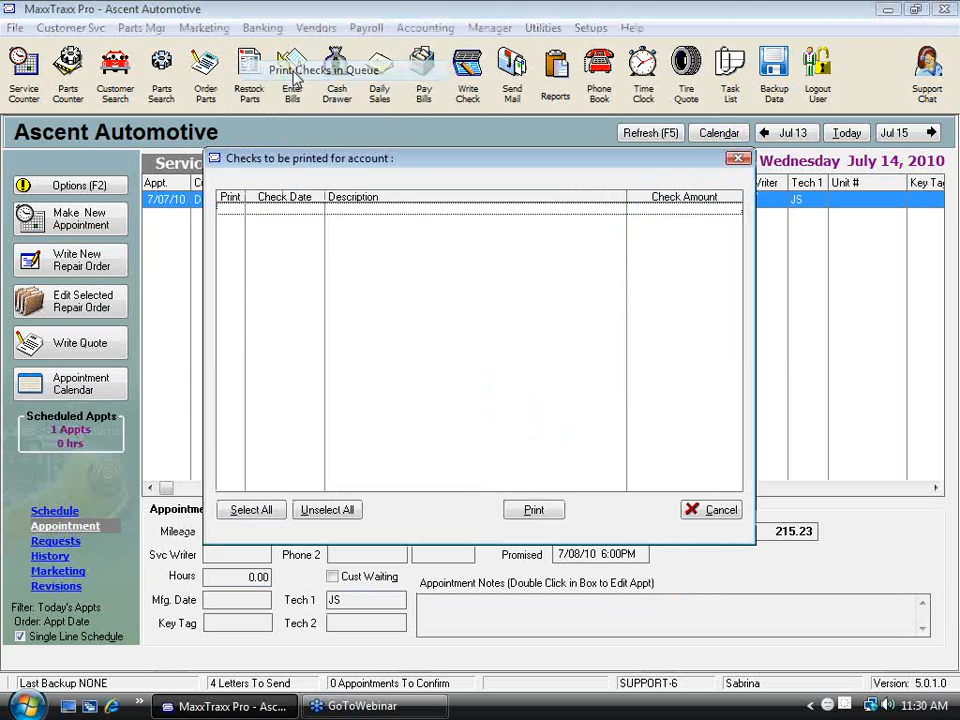 MaxxTraxx Pro - Ascent Automotive
File Customer Svc Parts Mgr Marketing Banking Vendors Payroll Accounting Manager Utilities Setups Help
Print Checks in Queue
Service Counter
Parts Counter
Customer Search
Parts Search
Order Parts
Restock Parts
Enter Bills
Cash Drawer
Daily Sales
Pay Bills
Write Check
Send Mail
Reports
Phone Book
Time Clock
Tire Quote
Task List
Backup Data
Logout User
Support Chat
Ascent Automotive
Refresh (F5) Calendar Jul 13 Today Jul 15
Servic
Wednesday July 14, 2010
Appt. Writer Tech 1 Unit # Key Tag
7/07/10 D JS
Options (F2)
Make New Appointment
Write New Repair Order
Edit Selected Repair Order
Write Quote
Appointment Calendar
Scheduled Appts
1 Appts
0 hrs
Schedule
Appointment
Requests
History
Marketing
Revisions
Filter: Today's Appts
Order: Appt Date
Single Line Schedule
Checks to be printed for account :
Print Check Date Description Check Amount
Select All Unselect All Print Cancel
Appointm
Mileage 215.23
Svc Writer Phone 2 Promised 7/08/10 6:00PM
Hours 0.00 Cust Waiting Appointment Notes (Double Click in Box to Edit Appt)
Mfg. Date Tech 1 JS
Key Tag Tech 2
Last Backup NONE 4 Letters To Send 0 Appointments To Confirm SUPPORT-6 Sabrina Version: 5.0.1.0
MaxxTraxx Pro - Asc... GoToWebinar 11:30 AM